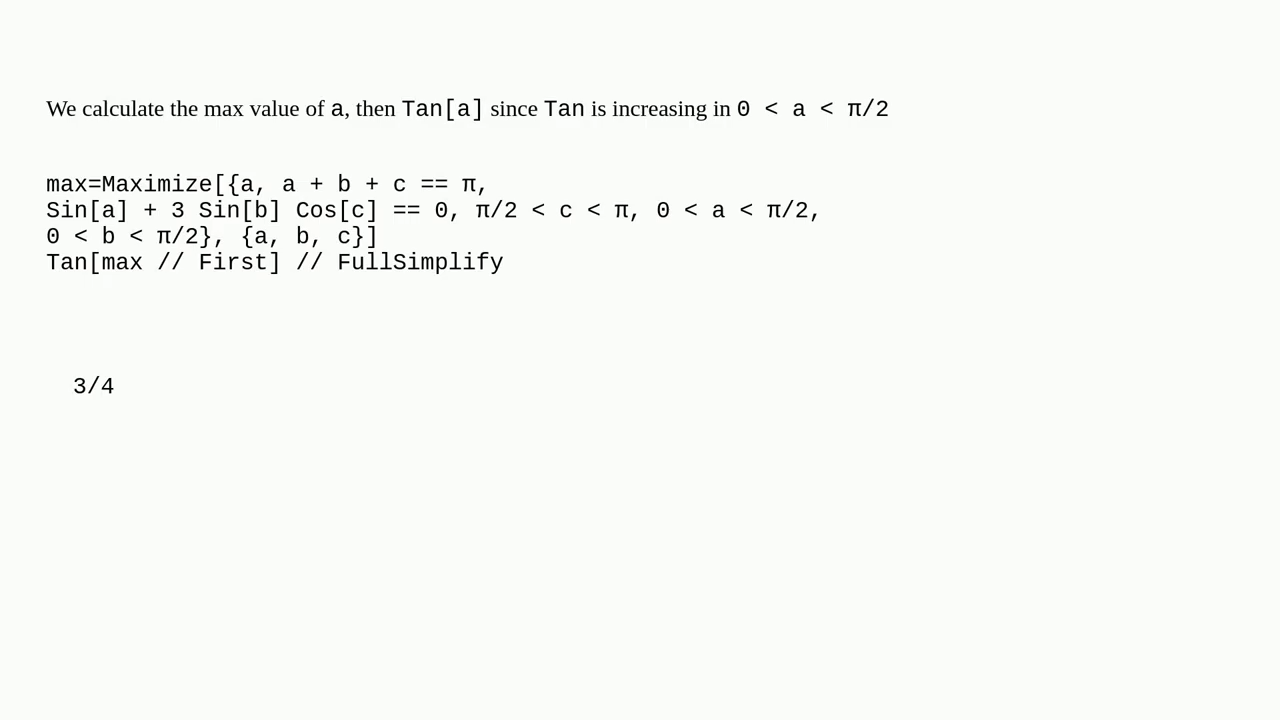 We calculate the max value of a, then Tan[a] since Tan is increasing in 0 < a < π/2
max=Maximize[{a, a + b + c == π,
Sin[a] + 3 Sin[b] Cos[c] == 0, π/2 < c < π, 0 < a < π/2,
0 < b < π/2}, {a, b, c}]
Tan[max // First] // FullSimplify
3/4